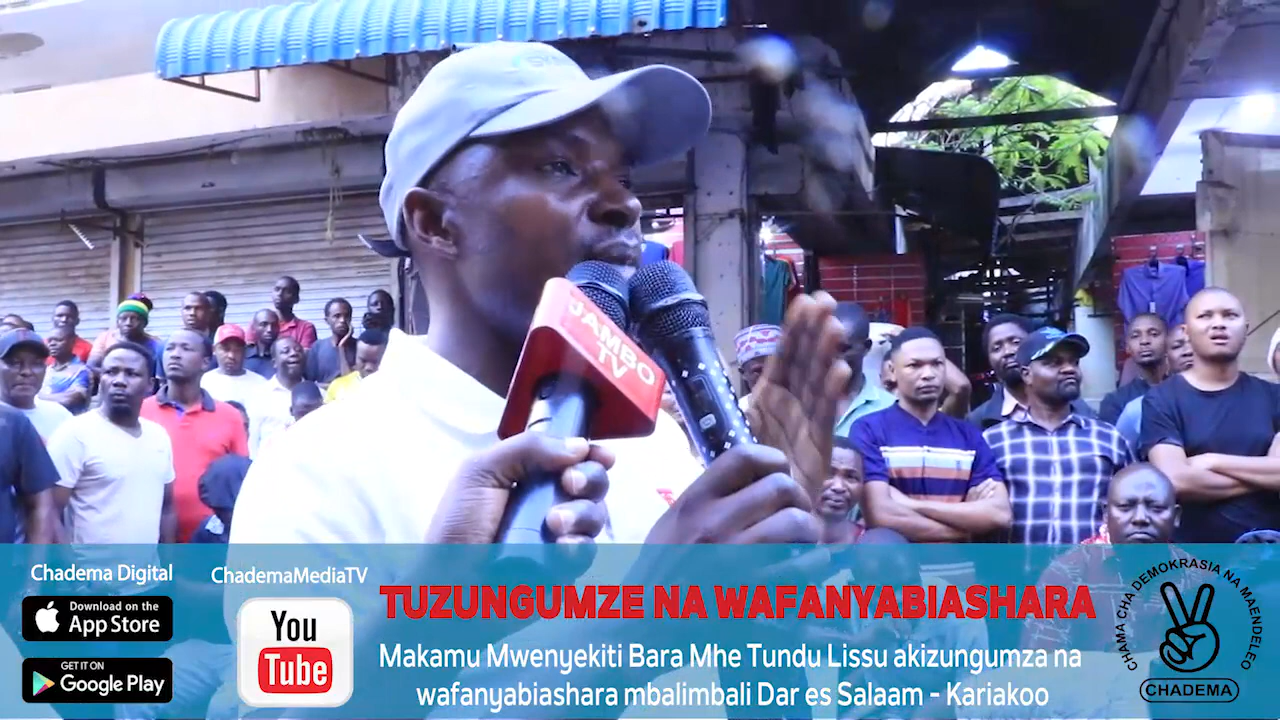 JAMBO
TV
Chadema Digital
Download on the
App Store
GET IT ON
Google Play
ChademaMediaTV
You
Tube
TUZUNGUMZE NA WAFANYABIASHARA
Makamu Mwenyekiti Bara Mhe Tundu Lissu akizungumza na
wafanyabiashara mbalimbali Dar es Salaam - Kariakoo
CHAMA CHA DEMOKRASIA NA MAENDELEO
CHADEMA